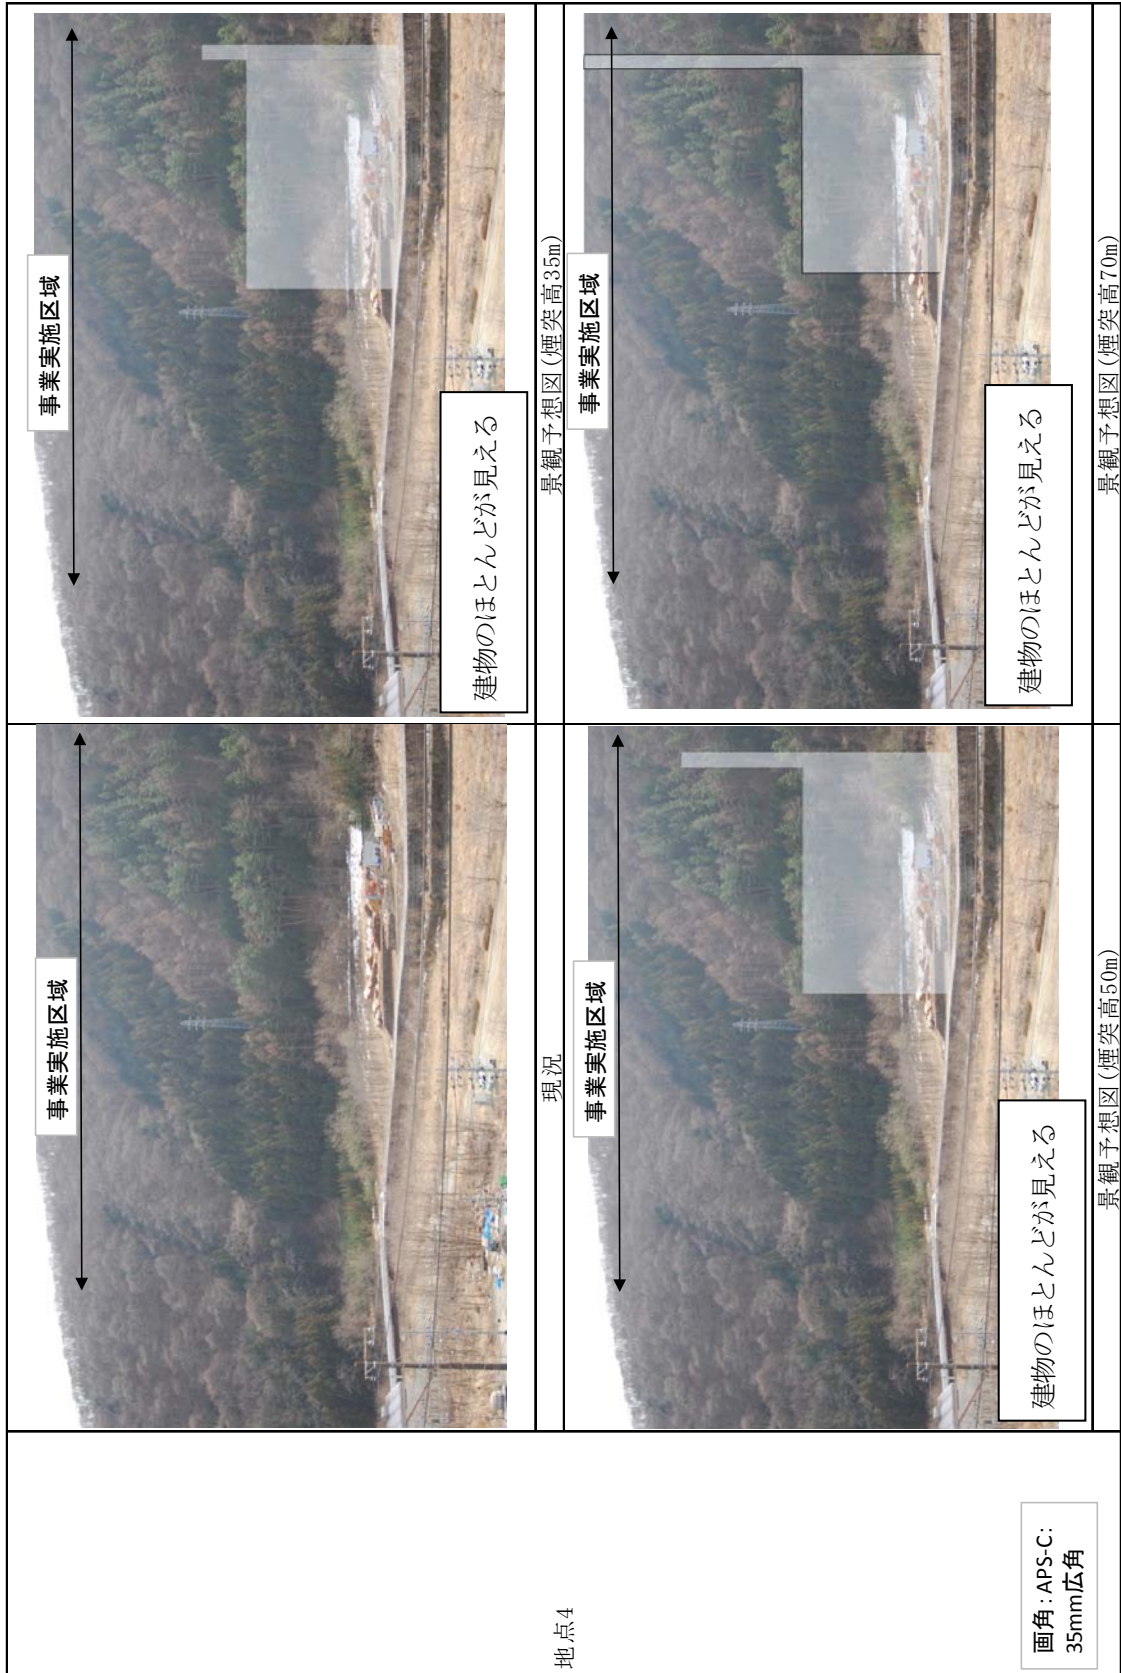 地点4
画角：APS-C：
35mm広角
事業実施区域
現況
事業実施区域
建物のほとんどが見える
景観予想図(煙突高35m)
事業実施区域
建物のほとんどが見える
景観予想図(煙突高50m)
事業実施区域
建物のほとんどが見える
景観予想図(煙突高70m)